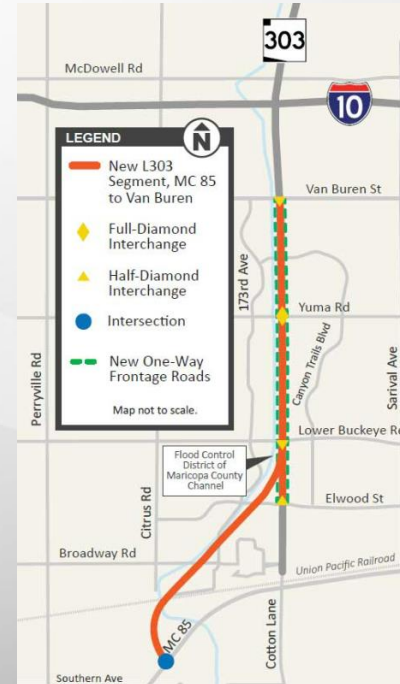 303
McDowell Rd
10
LEGEND
N
New L303
Segment, MC 85
to Van Buren
Full-Diamond
Interchange
Half-Diamond
Interchange
Intersection
New One-Way
Frontage Roads
Map not to scale.
Van Buren St
173rd Ave
Yuma Rd
Canyon Trails Blvd
Sarival Ave
Perryville Rd
Lower Buckeye Rd
Flood Control
District of
Maricopa County
Channel
Citrus Rd
Elwood St
Broadway Rd
Union Pacific Railroad
MC 85
Cotton Lane
Southern Ave